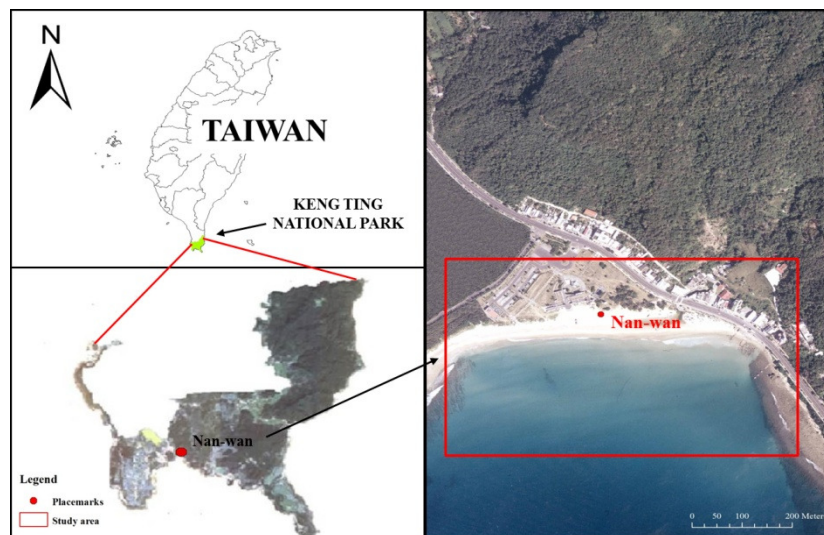 N
TAIWAN
KENG TING
NATIONAL PARK
Nan-wan
Legend
Placemarks
Study area
Nan-wan
0 50 100 200 Meter